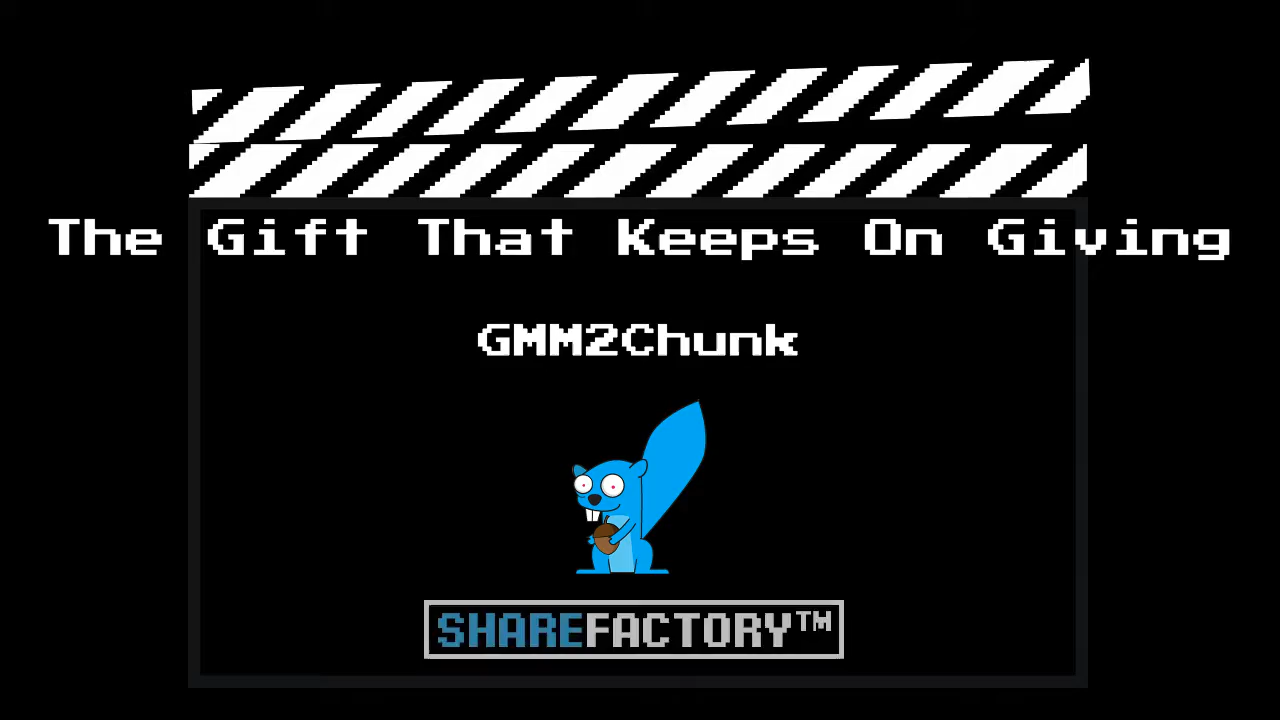 The Gift That Keeps On Giving
GMM2Chunk
SHAREFACTORY™